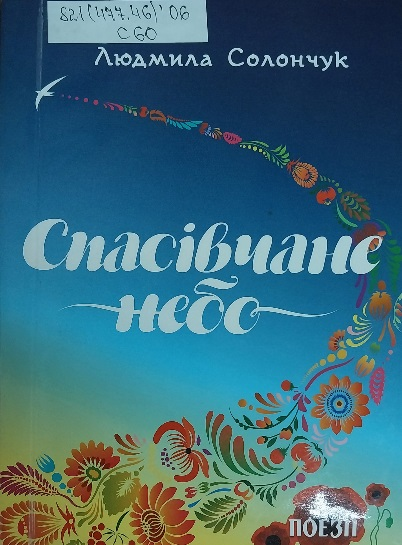 821(477.46)'06
С60
Людмила Солончук
Спасівчане
небо
ПОЕЗІЇ